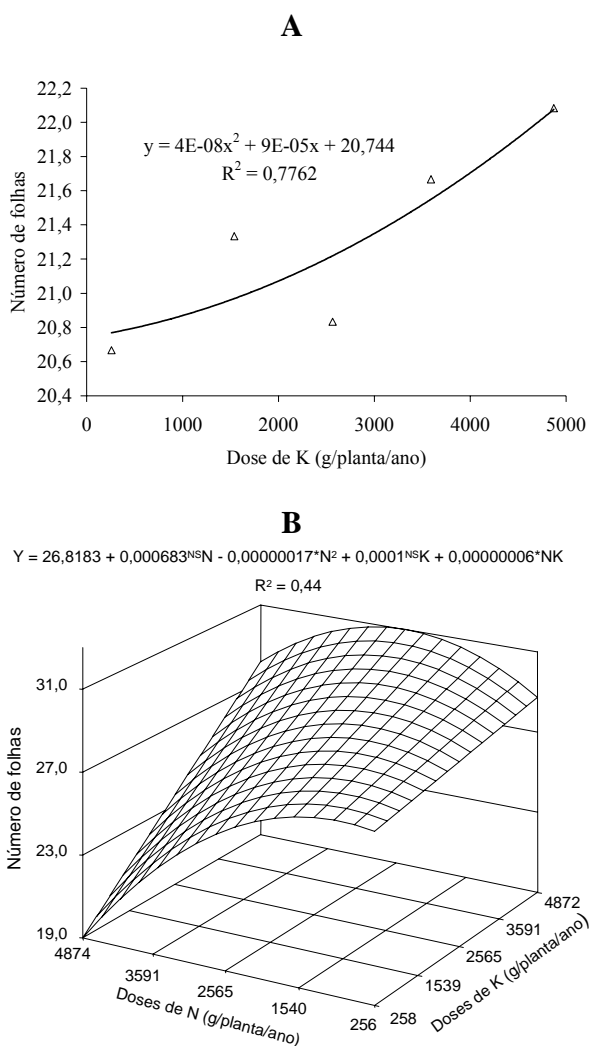 A
22,2
22,0
21,8
21,6
21,4
21,2
21,0
20,8
20,6
20,4
Número de folhas
y = 4E-08x² + 9E-05x + 20,744
R² = 0,7762
0 1000 2000 3000 4000 5000
Dose de K (g/planta/ano)
B
Y = 26,8183 + 0,000683ᴺˢN - 0,00000017*N² + 0,0001ᴺˢK + 0,00000006*NK
R² = 0,44
31,0
27,0
23,0
19,0
Número de folhas
4874 3591 2565 1540 256
Doses de N (g/planta/ano)
258 1539 2565 3591 4872
Doses de K (g/planta/ano)